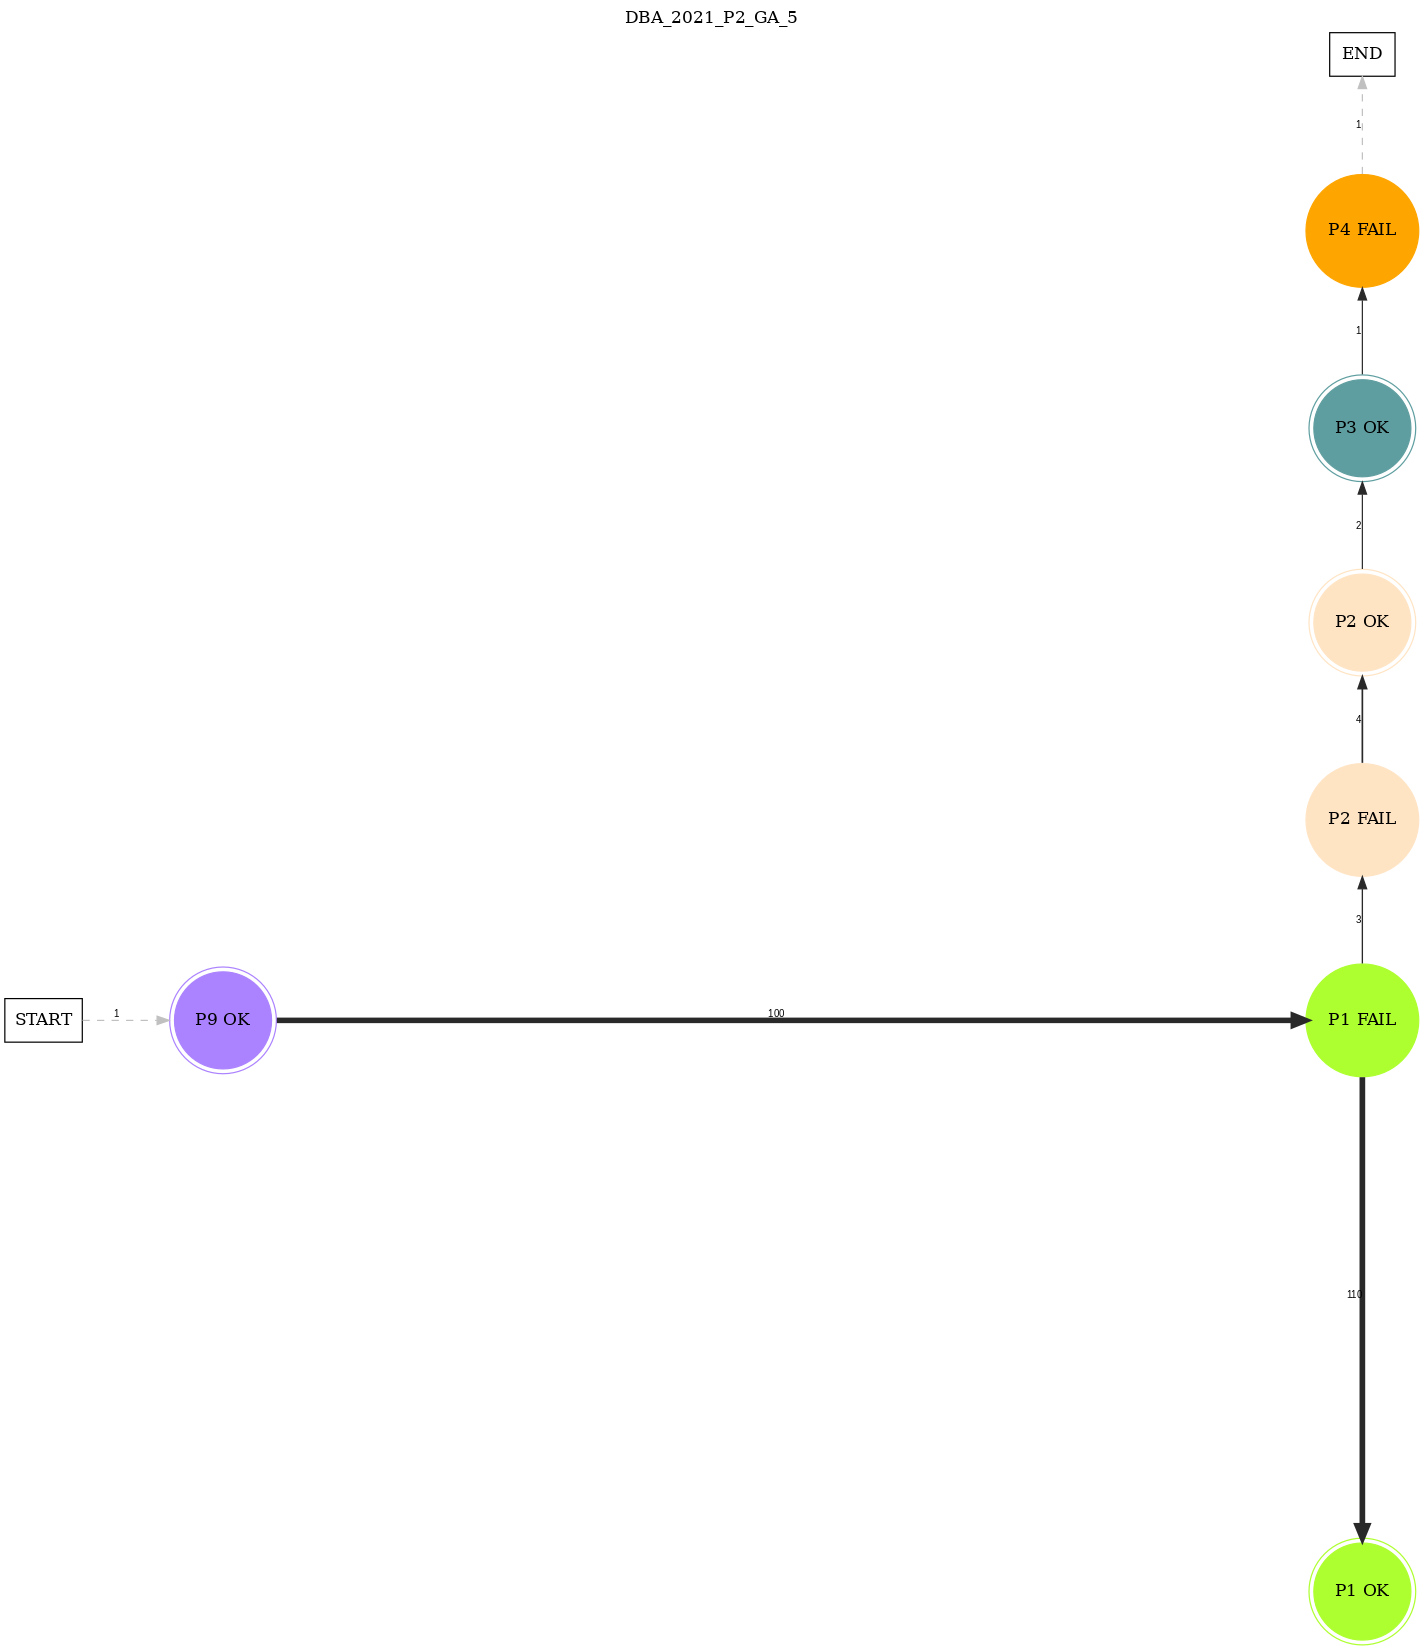 DBA_2021_P2_GA_5
END
1
P4 FAIL
1
P3 OK
2
P2 OK
4
P2 FAIL
3
START
1
P9 OK
100
P1 FAIL
110
P1 OK